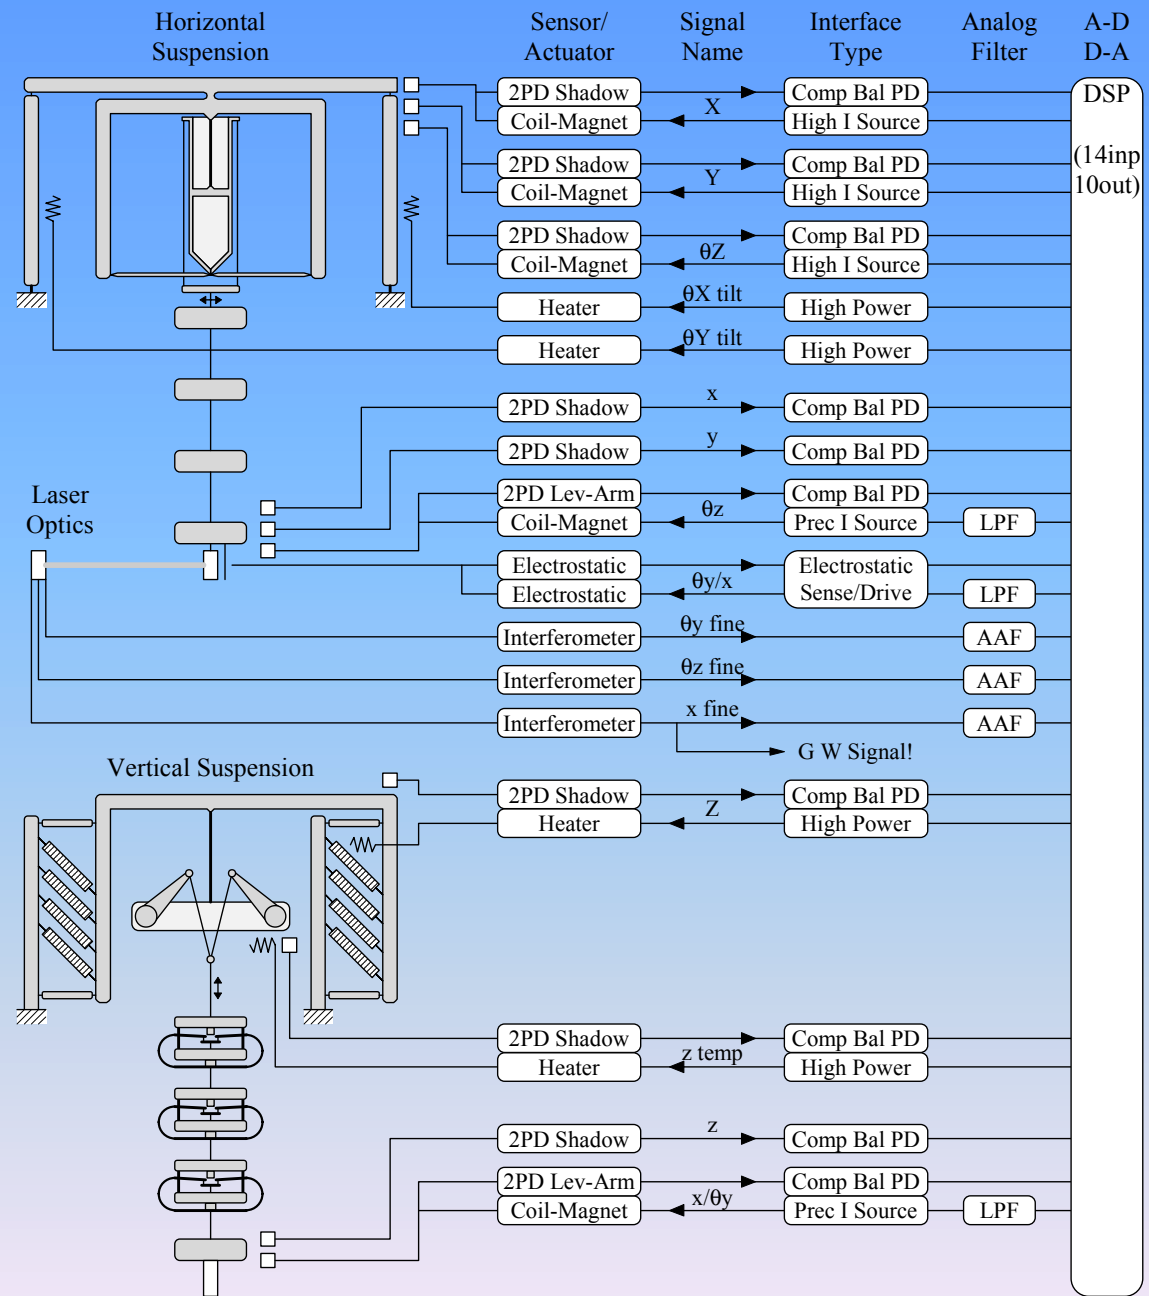 Horizontal Suspension
Sensor/ Actuator
Signal Name
Interface Type
Analog Filter
A-D D-A
DSP
(14inp 10out)
2PD Shadow Comp Bal PD
X
Coil-Magnet High I Source
2PD Shadow Comp Bal PD
Y
Coil-Magnet High I Source
2PD Shadow Comp Bal PD
θZ
Coil-Magnet High I Source
θX tilt
Heater High Power
θY tilt
Heater High Power
x
2PD Shadow Comp Bal PD
y
2PD Shadow Comp Bal PD
Laser Optics
2PD Lev-Arm Comp Bal PD
θz
Coil-Magnet Prec I Source LPF
Electrostatic Electrostatic
θy/x
Electrostatic Sense/Drive LPF
θy fine
Interferometer AAF
θz fine
Interferometer AAF
x fine
Interferometer AAF
G W Signal!
Vertical Suspension
2PD Shadow Comp Bal PD
Z
Heater High Power
2PD Shadow Comp Bal PD
z temp
Heater High Power
z
2PD Shadow Comp Bal PD
2PD Lev-Arm Comp Bal PD
x/θy
Coil-Magnet Prec I Source LPF